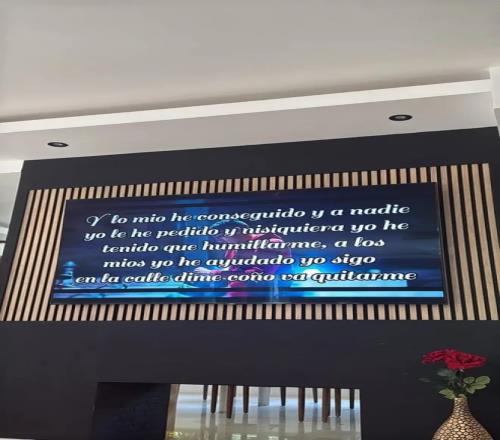 Y lo mio he conseguido y a nadie
yo le he pedido y nisiquiera yo he
tenido que humillarme, a los
mios yo he ayudado yo sigo
en la calle dime coño va quitarme